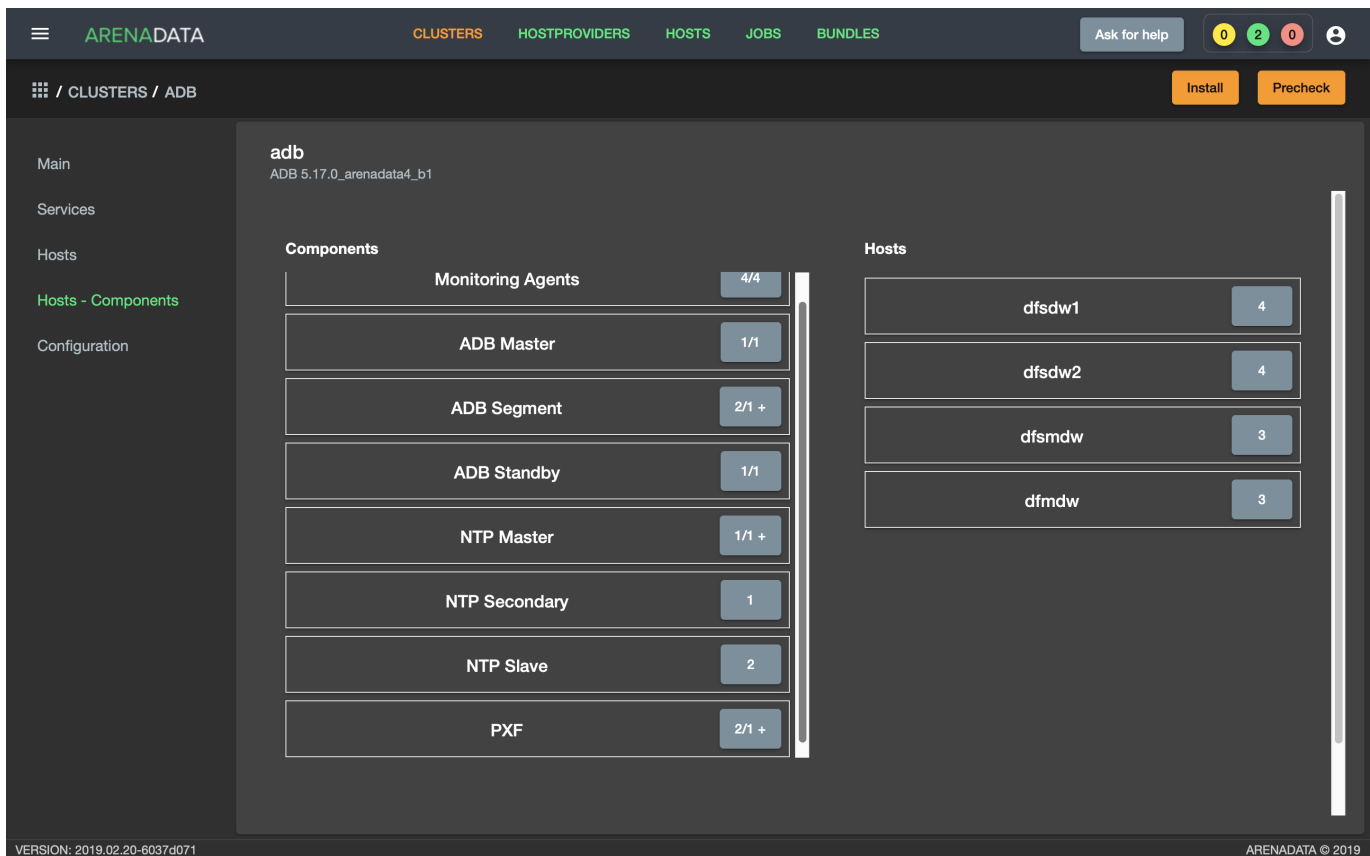 ARENADATA
CLUSTERS HOSTPROVIDERS HOSTS JOBS BUNDLES
Ask for help
0 2 0
/ CLUSTERS / ADB
Install Precheck
Main
Services
Hosts
Hosts - Components
Configuration
adb
ADB 5.17.0_arenadata4_b1
Components
Monitoring Agents 4/4
ADB Master 1/1
ADB Segment 2/1 +
ADB Standby 1/1
NTP Master 1/1 +
NTP Secondary 1
NTP Slave 2
PXF 2/1 +
Hosts
dfsdw1 4
dfsdw2 4
dfsmdw 3
dfmdw 3
VERSION: 2019.02.20-6037d071
ARENADATA © 2019